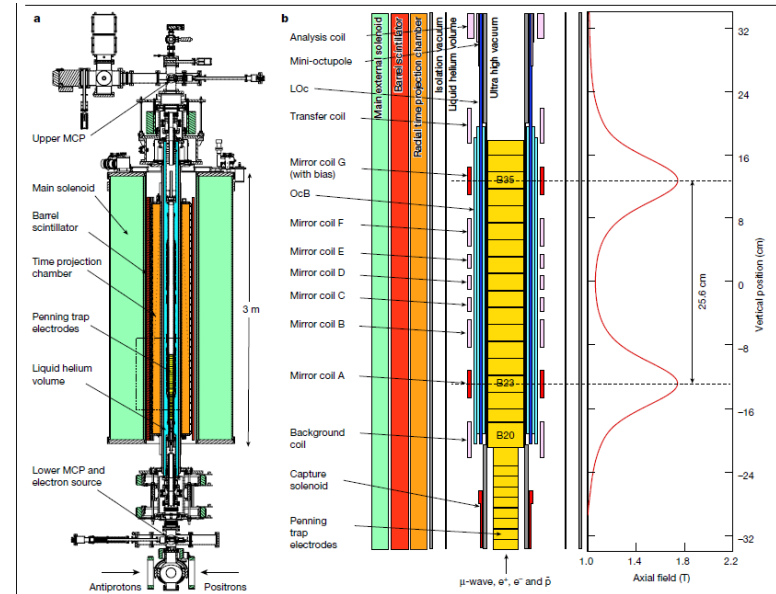 a
Upper MCP
Main solenoid
Barrel
scintillator
Time projection
chamber
Penning trap
electrodes
Liquid helium
volume
Lower MCP and
electron source
3 m
Antiprotons
Positrons
b
Analysis coil
Mini-octupole
LOc
Transfer coil
Mirror coil G
(with bias)
OcB
Mirror coil F
Mirror coil E
Mirror coil D
Mirror coil C
Mirror coil B
Mirror coil A
Background
coil
Capture
solenoid
Penning
trap
electrodes
Main external solenoid
Barrel scintillator
Radial time projection chamber
Isolation vacuum
Liquid helium volume
Ultra high vacuum
B35
B23
B20
μ-wave, e⁺, e⁻ and p̄
25.6 cm
32
24
16
8
0
−8
−16
−24
−32
Vertical position (cm)
1.0
1.4
1.8
2.2
Axial field (T)